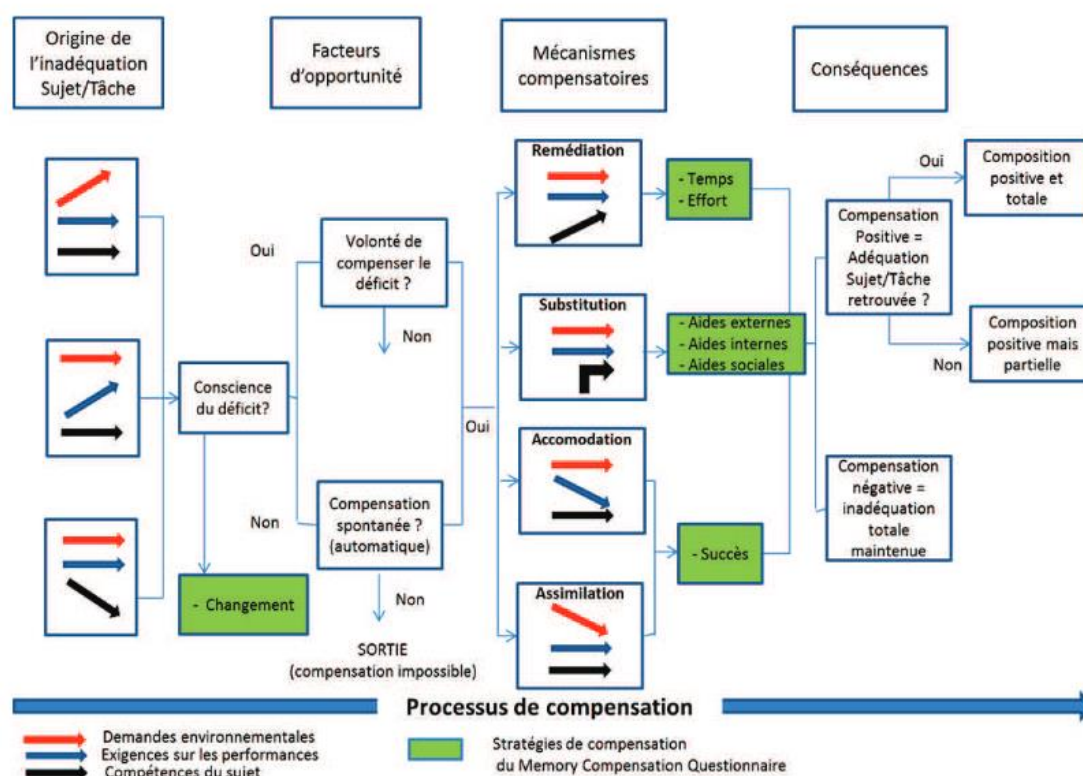 Origine de
l'inadéquation
Sujet/Tâche
Facteurs
d'opportunité
Mécanismes
compensatoires
Conséquences
Conscience
du déficit?
- Changement
Oui
Non
Volonté de
compenser le
déficit ?
Non
Compensation
spontanée ?
(automatique)
Non
SORTIE
(compensation impossible)
Oui
Remédiation
- Temps
- Effort
Substitution
- Aides externes
- Aides internes
- Aides sociales
Accomodation
- Succès
Assimilation
Compensation
Positive =
Adéquation
Sujet/Tâche
retrouvée ?
Oui
Composition
positive et
totale
Non
Composition
positive mais
partielle
Compensation
négative =
inadéquation
totale
maintenue
Processus de compensation
Demandes environnementales
Exigences sur les performances
Compétences du sujet
Stratégies de compensation
du Memory Compensation Questionnaire